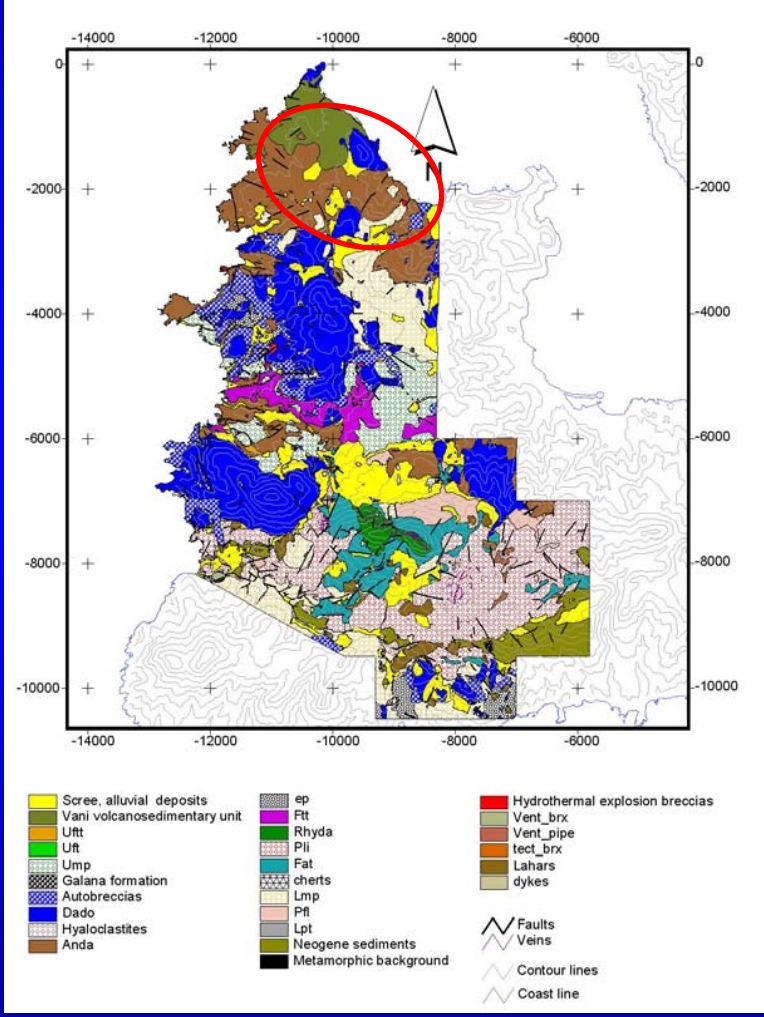 -14000 -12000 -10000 -8000 -6000
0 0
N
-2000 -2000
-4000 -4000
-6000 -6000
-8000 -8000
-10000 -10000
-14000 -12000 -10000 -8000 -6000
Scree, alluvial deposits
Vani volcanosedimentary unit
Uftt
Uft
Ump
Galana formation
Autobreccias
Dado
Hyaloclastites
Anda
ep
Ftt
Rhyda
Pli
Fat
cherts
Lmp
Pfl
Lpt
Neogene sediments
Metamorphic background
Hydrothermal explosion breccias
Vent_brx
Vent_pipe
tect_brx
Lahars
dykes
Faults
Veins
Contour lines
Coast line